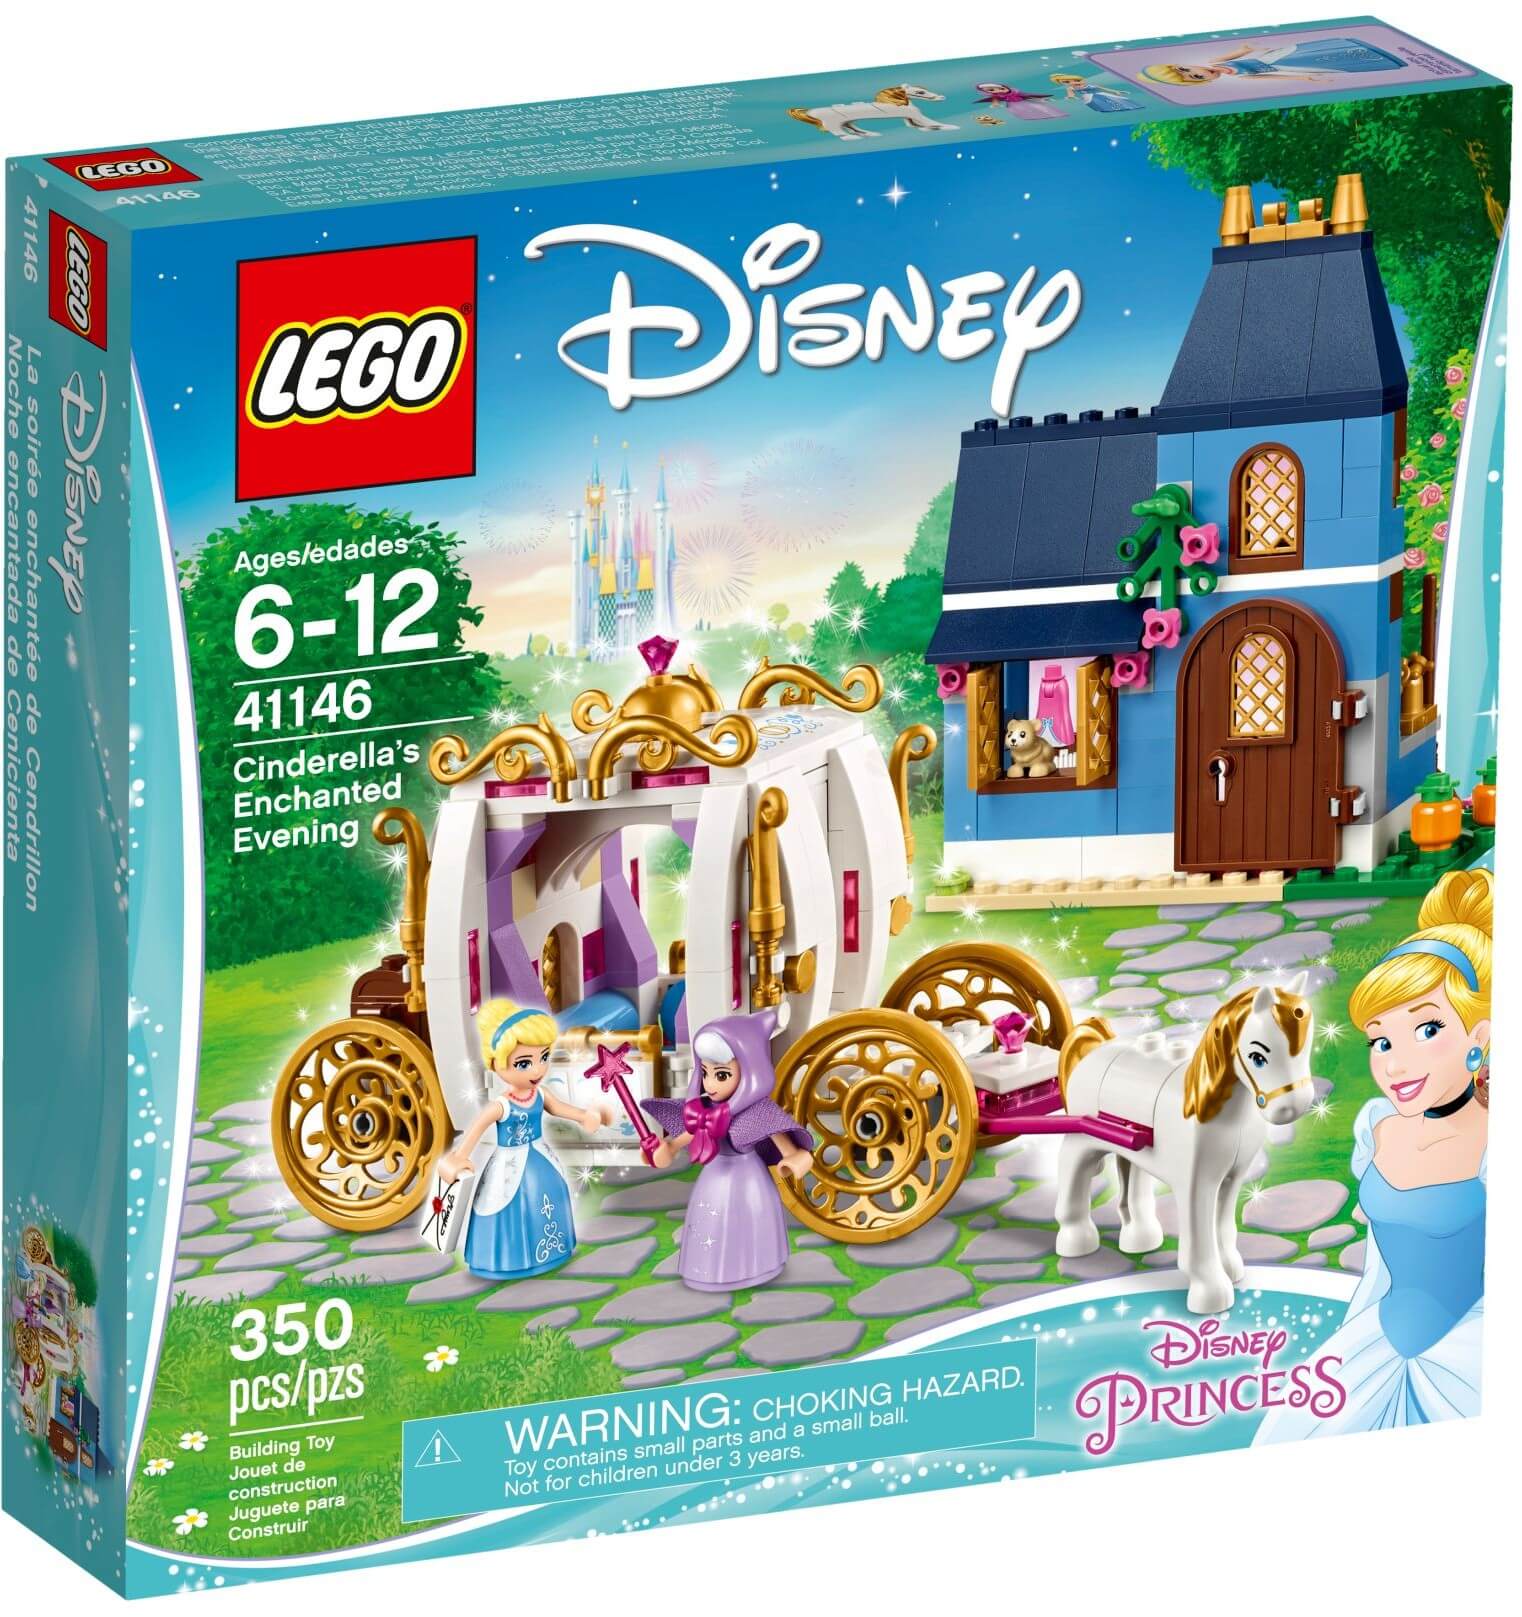 LEGO
41146
LEGO
41146
DISNEY
La soirée enchantée de Cendrillon
Noche encantada de Cenicienta
LEGO®
DISNEY
Ages/edades
6-12
41146
Cinderella's
Enchanted
Evening
350
pcs/pzs
Building Toy
Jouet de
construction
Juguete para
Construir
WARNING: CHOKING HAZARD.
Toy contains small parts and a small ball.
Not for children under 3 years.
DISNEY
PRINCESS